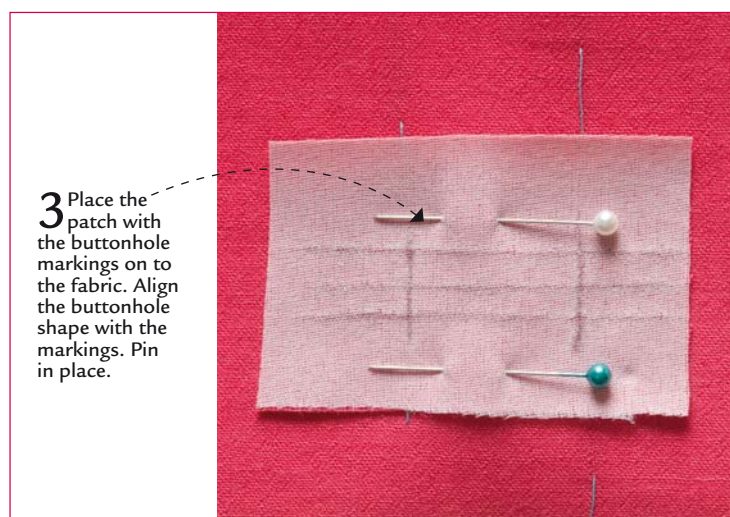 3 Place the
patch with
the buttonhole
markings on to
the fabric. Align
the buttonhole
shape with the
markings. Pin
in place.